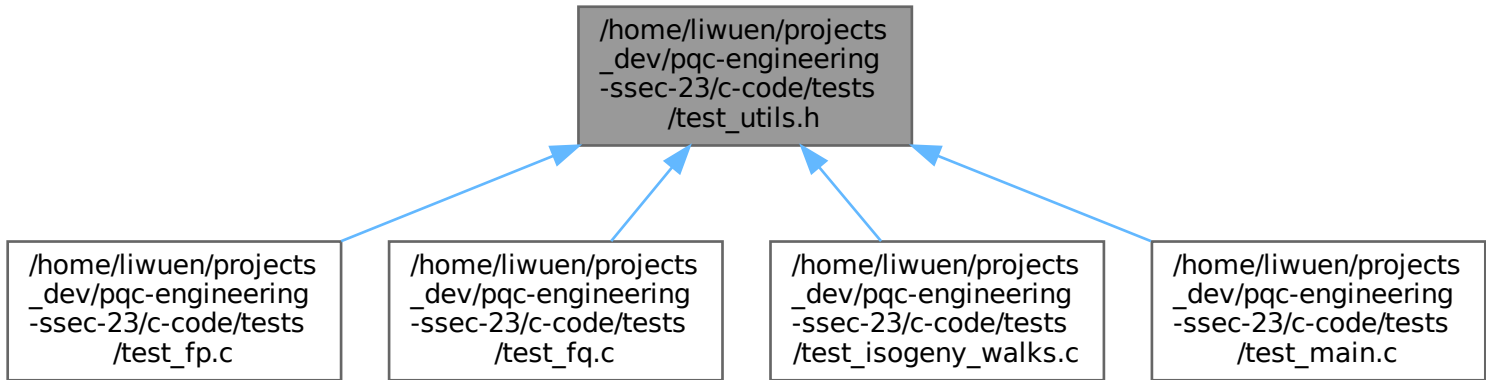 /home/liwuen/projects
_dev/pqc-engineering
-ssec-23/c-code/tests
/test_utils.h
/home/liwuen/projects
_dev/pqc-engineering
-ssec-23/c-code/tests
/test_fp.c
/home/liwuen/projects
_dev/pqc-engineering
-ssec-23/c-code/tests
/test_fq.c
/home/liwuen/projects
_dev/pqc-engineering
-ssec-23/c-code/tests
/test_isogeny_walks.c
/home/liwuen/projects
_dev/pqc-engineering
-ssec-23/c-code/tests
/test_main.c